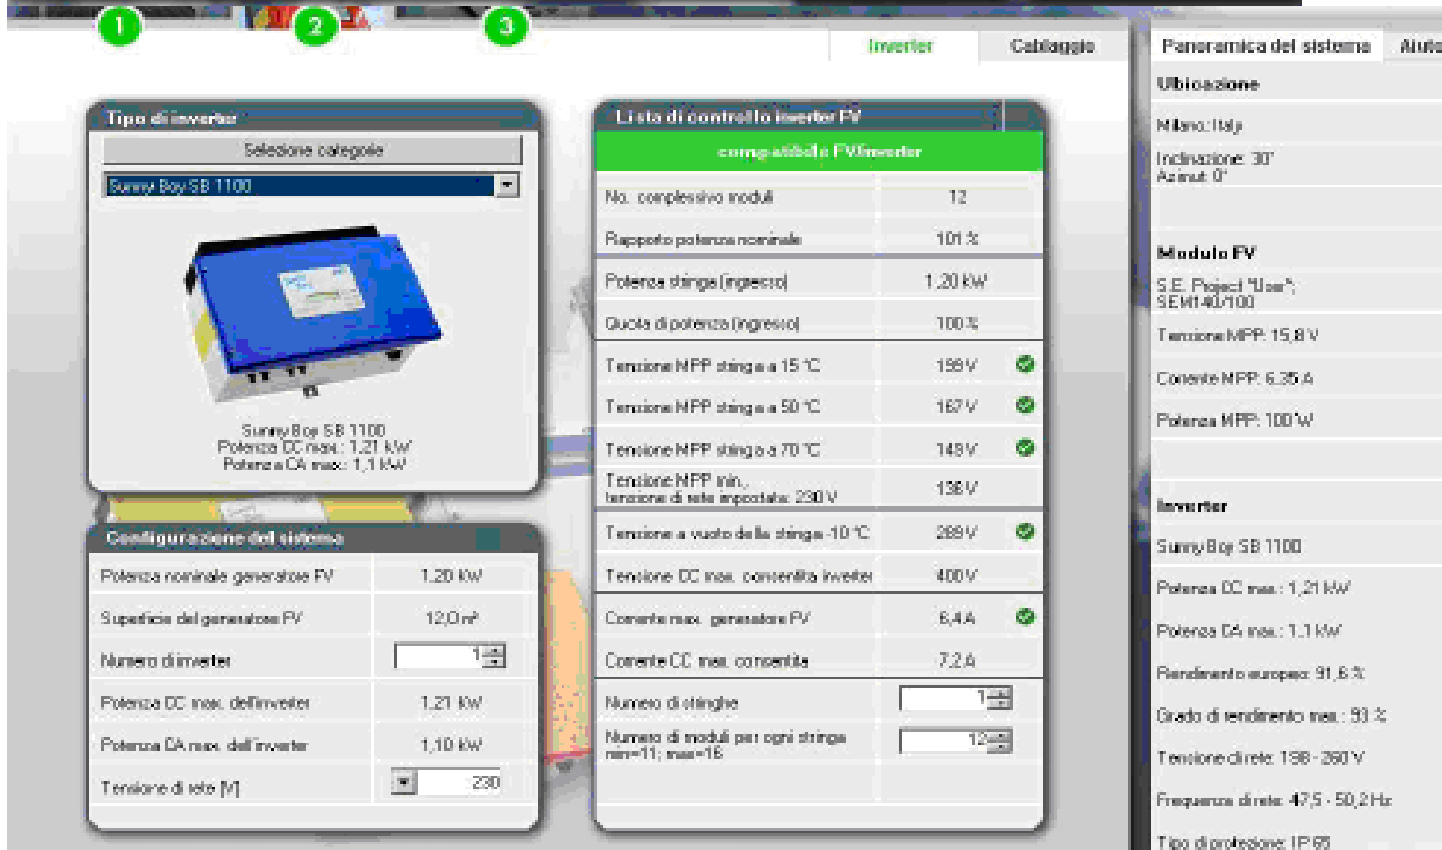 1
2
3
Inverter
Cablaggio
Tipo di inverter
Selezione categorie
Sunny Boy SB 1100
Sunny Boy SB 1100
Potenza DC max.: 1,21 kW
Potenza CA max.: 1,1 kW
Configurazione del sistema
Potenza nominale generatore FV 1,20 kW
Superficie del generatore FV 12,0 m²
Numero di inverter 1
Potenza DC max. dell'inverter 1,21 kW
Potenza CA max. dell'inverter 1,10 kW
Tensione di rete [V] 230
Lista di controllo inverter FV
compatibile FV/inverter
No. complessivo moduli 12
Rapporto potenza nominale 101 %
Potenza stringa (ingresso) 1,20 kW
Quota di potenza (ingresso) 100 %
Tensione MPP stringa a 15 °C 199 V
Tensione MPP stringa a 50 °C 167 V
Tensione MPP stringa a 70 °C 149 V
Tensione MPP min.,
tensione di rete impostata: 230 V 136 V
Tensione a vuoto della stringa -10 °C 289 V
Tensione DC max. consentita inverter 400 V
Corrente max. generatore FV 6,4 A
Corrente DC max. consentita 7,2 A
Numero di stringhe 1
Numero di moduli per ogni stringa 12
min=11; max=16
Panoramica del sistema
Aiuto
Ubicazione
Milano: Italy
Inclinazione: 30°
Azimut: 0°
Modulo FV
S.E. Project "User";
SEM140/100
Tensione MPP: 15,8 V
Corrente MPP: 6,35 A
Potenza MPP: 100 W
Inverter
Sunny Boy SB 1100
Potenza DC max.: 1,21 kW
Potenza CA max.: 1,1 kW
Rendimento europeo: 91,6 %
Grado di rendimento max.: 93 %
Tensione di rete: 198 - 260 V
Frequenza di rete: 47,5 - 50,2 Hz
Tipo di protezione: IP 65